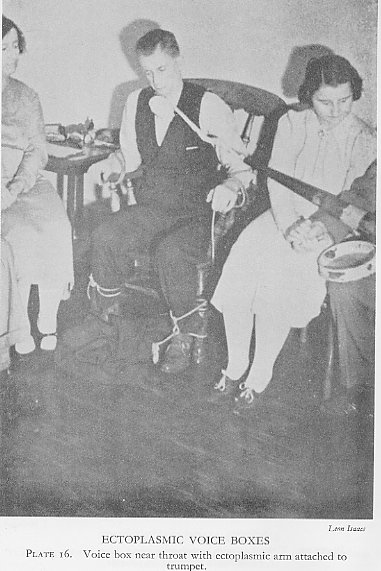 Leon Isaacs
ECTOPLASMIC VOICE BOXES
PLATE 16. Voice box near throat with ectoplasmic arm attached to
trumpet.